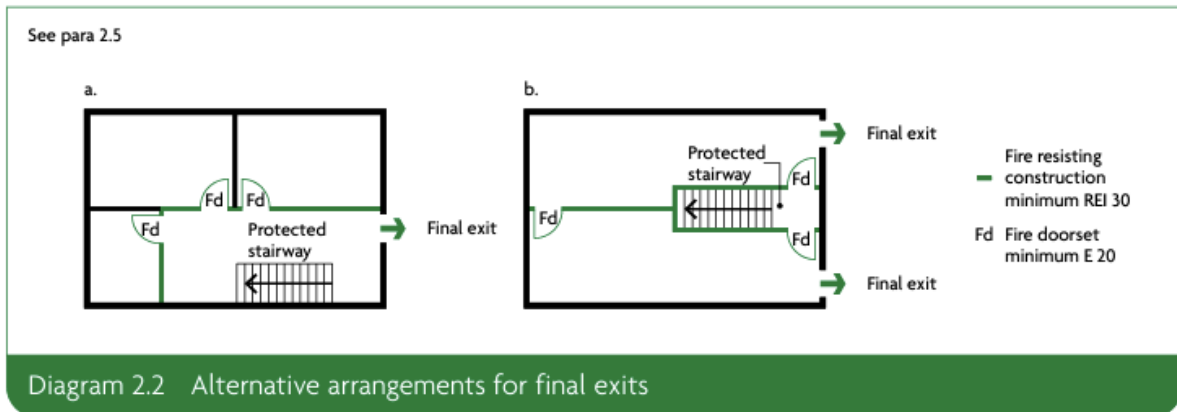 See para 2.5
a.
Fd
Fd
Fd
Protected
stairway
Final exit
b.
Final exit
Protected
stairway
Fd
Fd
Fd
Final exit
Fire resisting
construction
minimum REI 30
Fd Fire doorset
minimum E 20
Diagram 2.2 Alternative arrangements for final exits